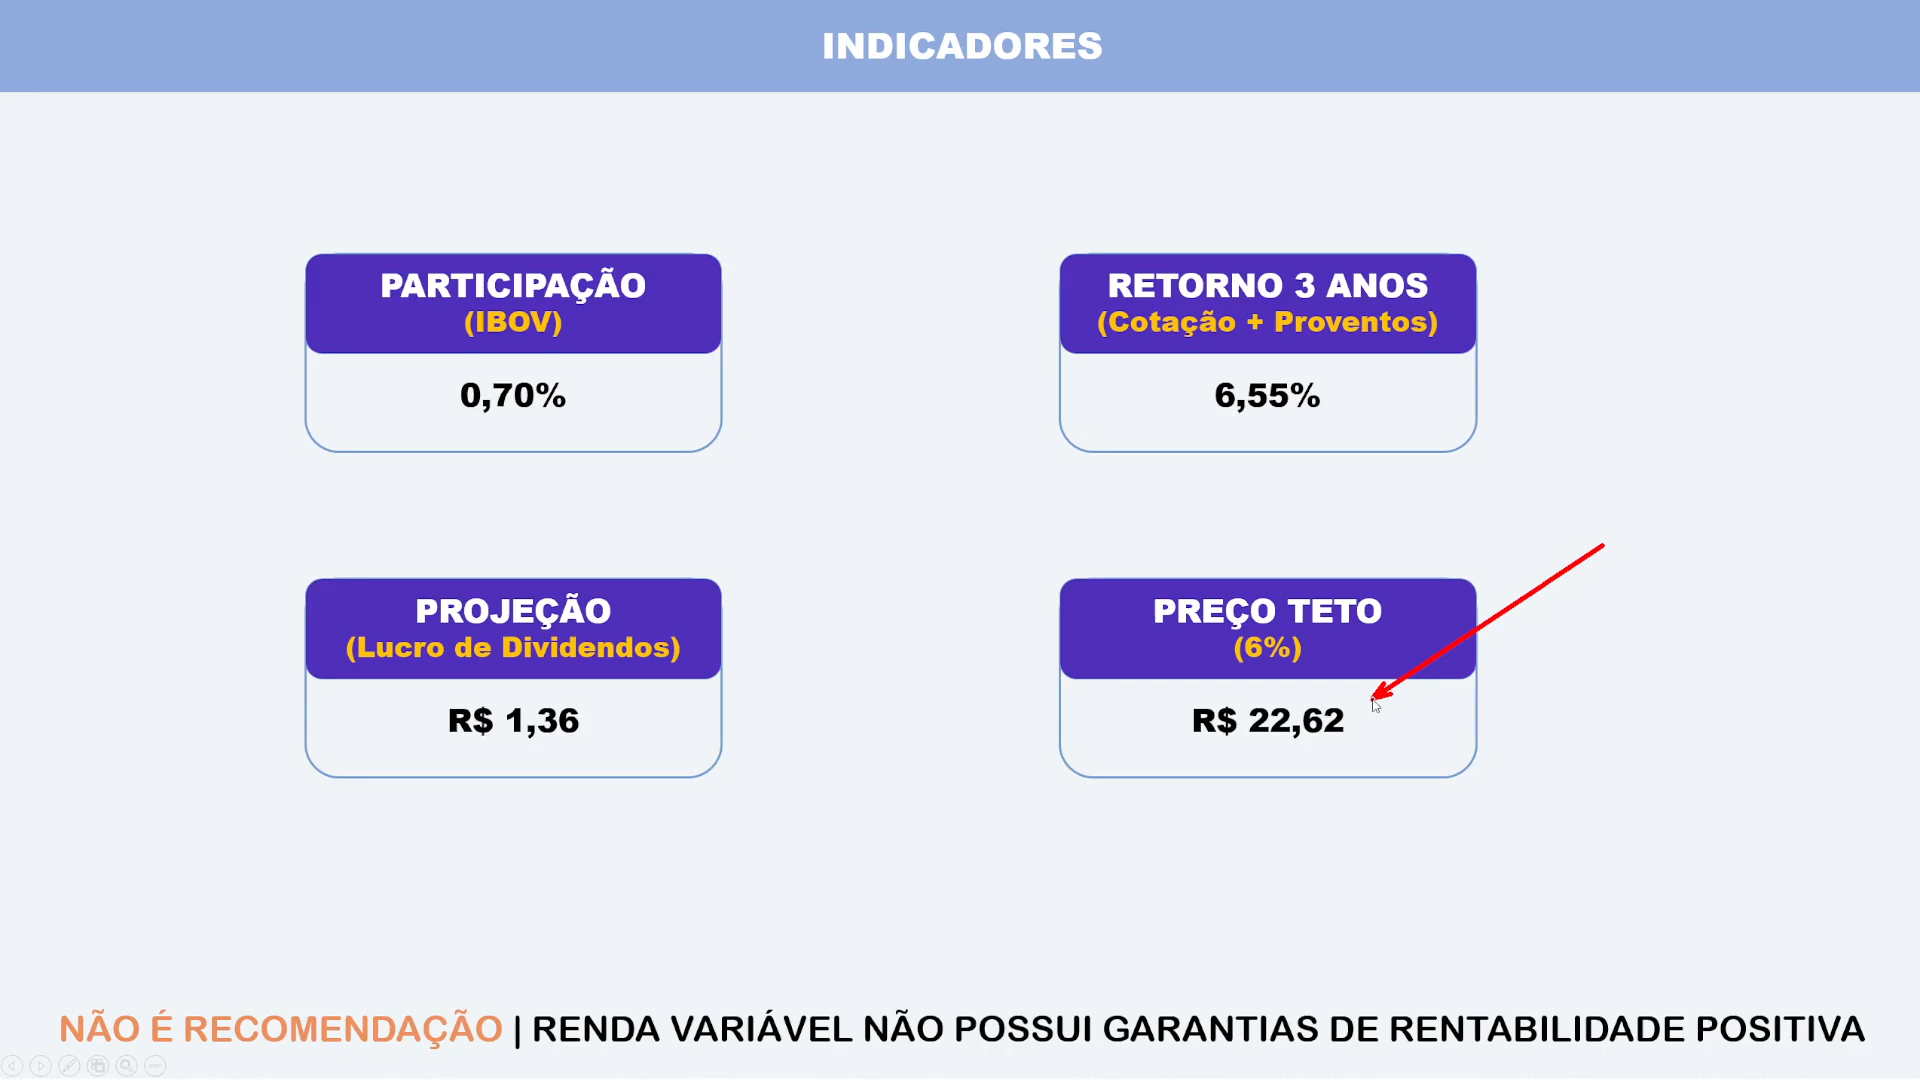 INDICADORES
PARTICIPAÇÃO
(IBOV)
0,70%
RETORNO 3 ANOS
(Cotação + Proventos)
6,55%
PROJEÇÃO
(Lucro de Dividendos)
R$ 1,36
PREÇO TETO
(6%)
R$ 22,62
NÃO É RECOMENDAÇÃO | RENDA VARIÁVEL NÃO POSSUI GARANTIAS DE RENTABILIDADE POSITIVA